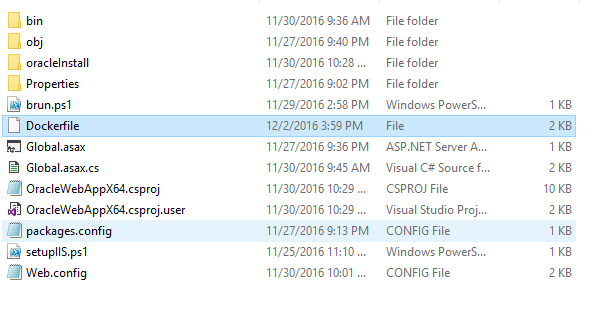 bin 11/30/2016 9:36 AM File folder
obj 11/27/2016 9:40 PM File folder
oracleInstall 11/30/2016 10:28 ... File folder
Properties 11/27/2016 9:02 PM File folder
brun.ps1 11/29/2016 2:58 PM Windows PowerS... 1 KB
Dockerfile 12/2/2016 3:59 PM File 2 KB
Global.asax 11/27/2016 9:36 PM ASP.NET Server A... 1 KB
Global.asax.cs 11/30/2016 9:45 AM Visual C# Source f... 2 KB
OracleWebAppX64.csproj 11/30/2016 10:29 ... CSPROJ File 10 KB
OracleWebAppX64.csproj.user 11/30/2016 10:29 ... Visual Studio Proj... 2 KB
packages.config 11/27/2016 9:13 PM CONFIG File 1 KB
setupIIS.ps1 11/25/2016 11:10 ... Windows PowerS... 1 KB
Web.config 11/30/2016 10:01 ... CONFIG File 2 KB